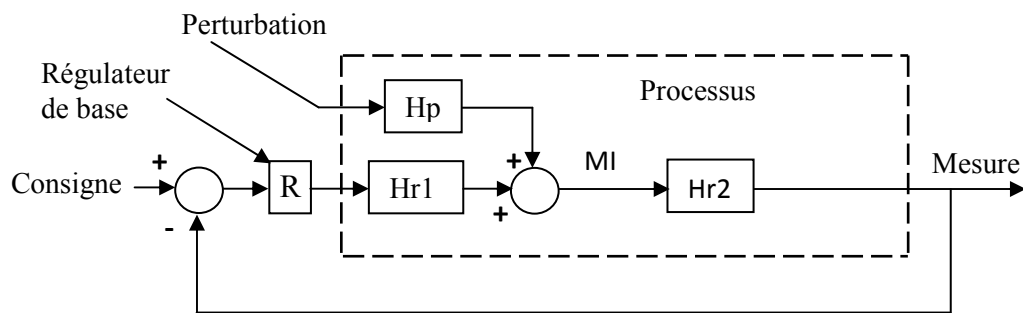 Perturbation
Régulateur
de base
Processus
Hp
+
+
MI
Mesure
Consigne
R
Hr1
+
Hr2
-